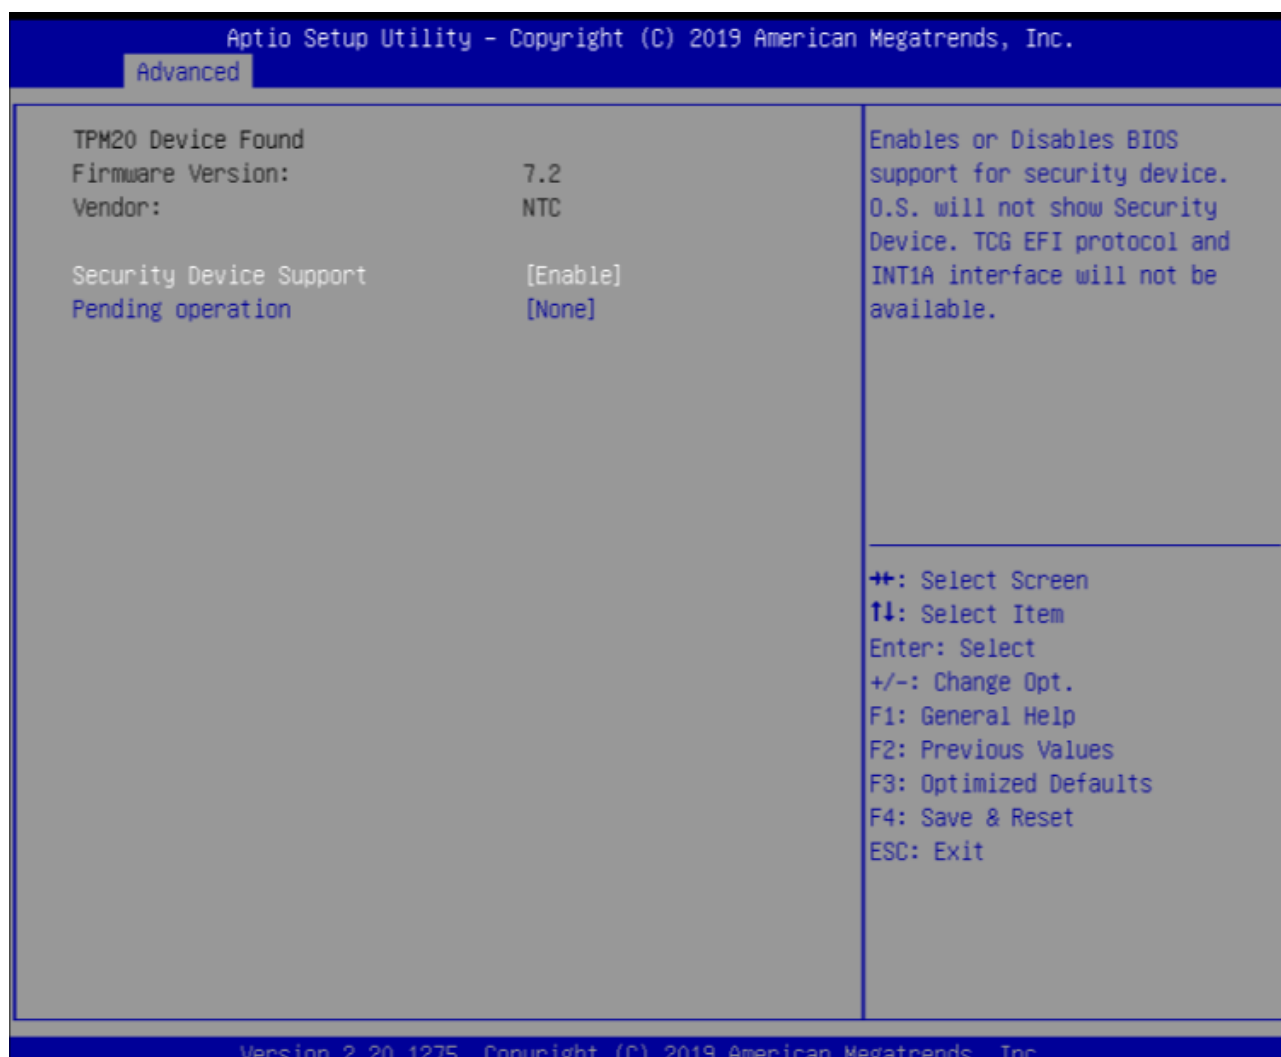 Aptio Setup Utility – Copyright (C) 2019 American Megatrends, Inc.
Advanced
TPM20 Device Found
Firmware Version: 7.2
Vendor: NTC
Security Device Support [Enable]
Pending operation [None]
Enables or Disables BIOS
support for security device.
O.S. will not show Security
Device. TCG EFI protocol and
INT1A interface will not be
available.
→←: Select Screen
↑↓: Select Item
Enter: Select
+/-: Change Opt.
F1: General Help
F2: Previous Values
F3: Optimized Defaults
F4: Save & Reset
ESC: Exit
Version 2.20.1275. Copyright (C) 2019 American Megatrends, Inc.